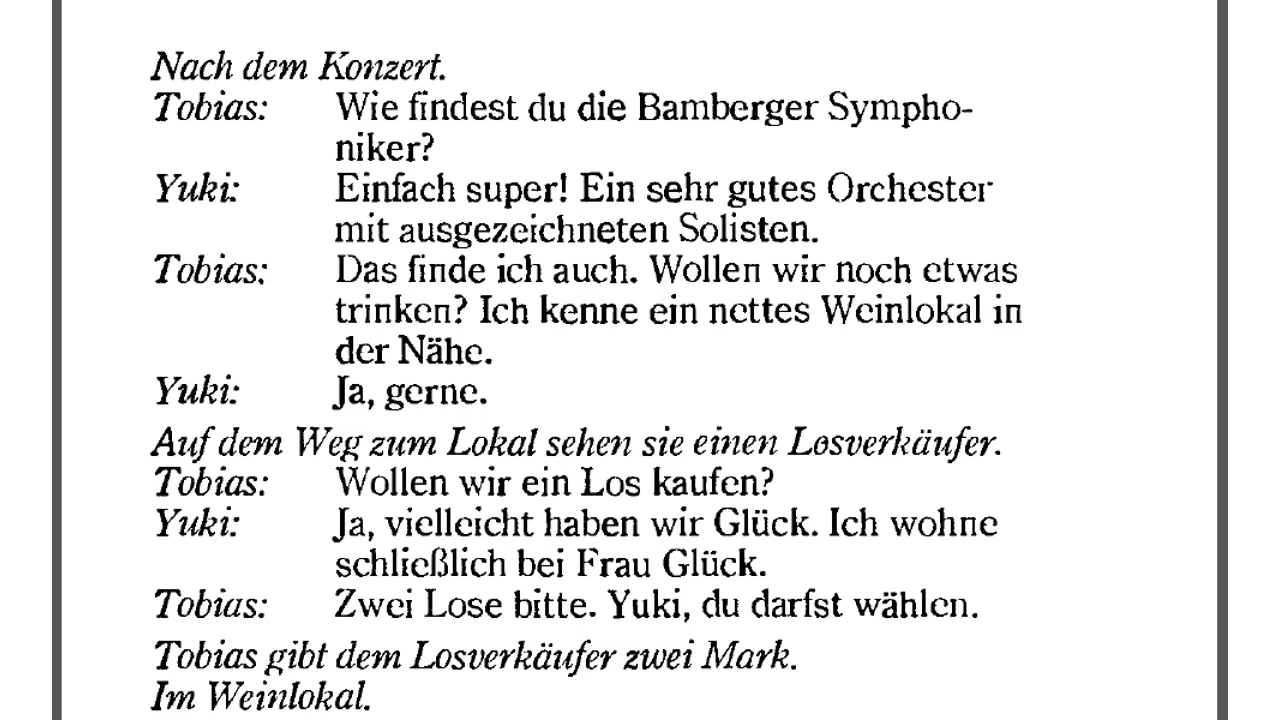 Nach dem Konzert.
Tobias: Wie findest du die Bamberger Sympho-
niker?
Yuki: Einfach super! Ein sehr gutes Orchester
mit ausgezeichneten Solisten.
Tobias: Das finde ich auch. Wollen wir noch etwas
trinken? Ich kenne ein nettes Weinlokal in
der Nähe.
Yuki: Ja, gerne.
Auf dem Weg zum Lokal sehen sie einen Losverkäufer.
Tobias: Wollen wir ein Los kaufen?
Yuki: Ja, vielleicht haben wir Glück. Ich wohne
schließlich bei Frau Glück.
Tobias: Zwei Lose bitte. Yuki, du darfst wählen.
Tobias gibt dem Losverkäufer zwei Mark.
Im Weinlokal.